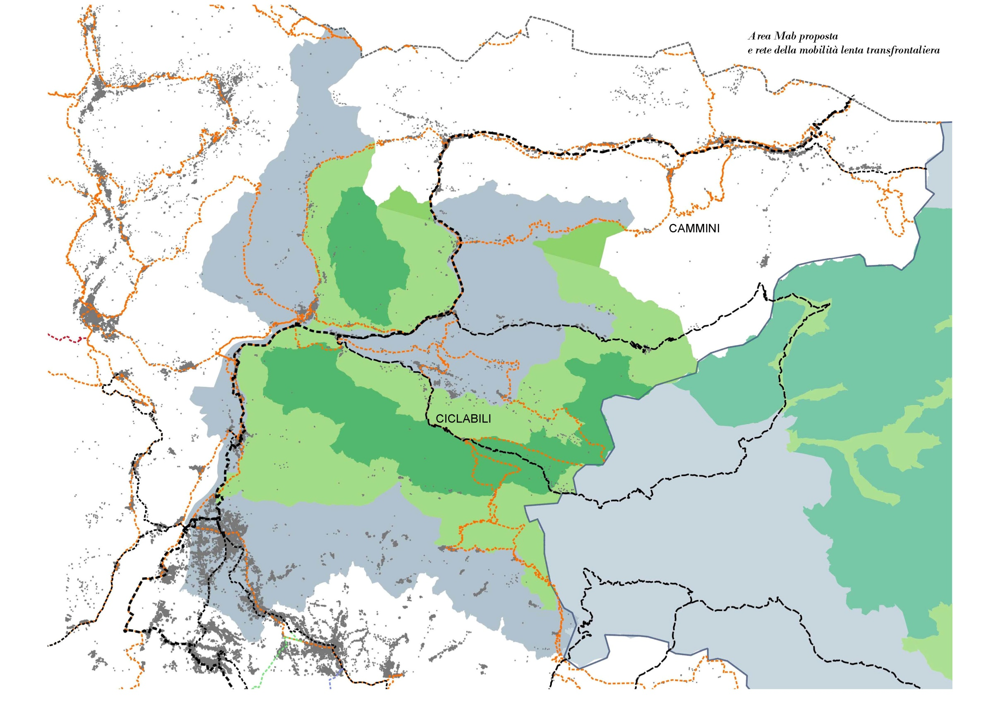 Area Mab proposta
e rete della mobilità lenta transfrontaliera
CAMMINI
CICLABILI